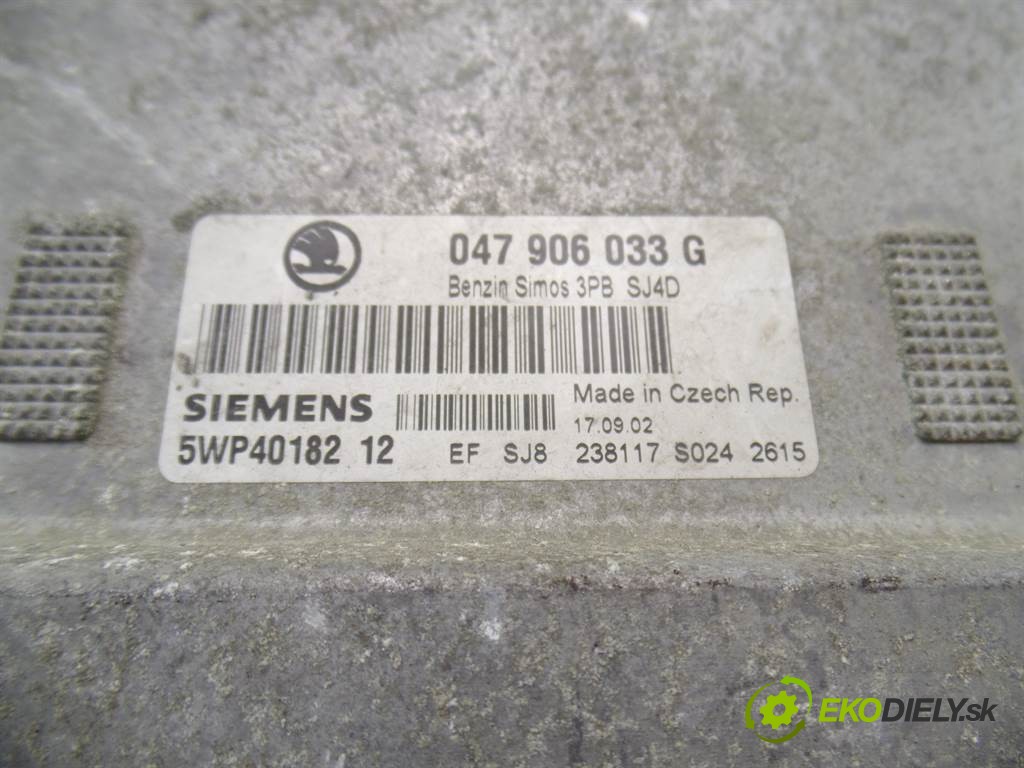 047 906 033 G
Benzin Simos 3PB SJ4D
SIEMENS
Made in Czech Rep.
17.09.02
5WP40182 12
EF SJ8 238117 S024 2615
EKODIELY.sk